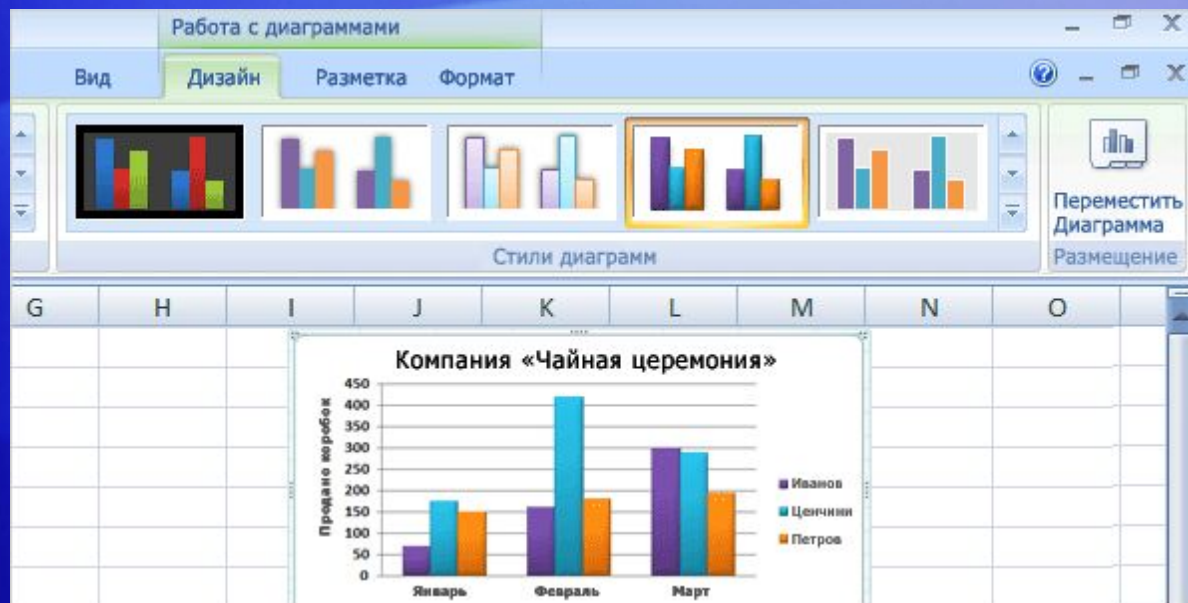 Работа с диаграммами
Вид Дизайн Разметка Формат
Переместить
Диаграмма
Стили диаграмм Размещение
G H I J K L M N O
Компания «Чайная церемония»
Продано коробок
450
400
350
300
250
200
150
100
50
0
Январь Февраль Март
Иванов
Ценчини
Петров